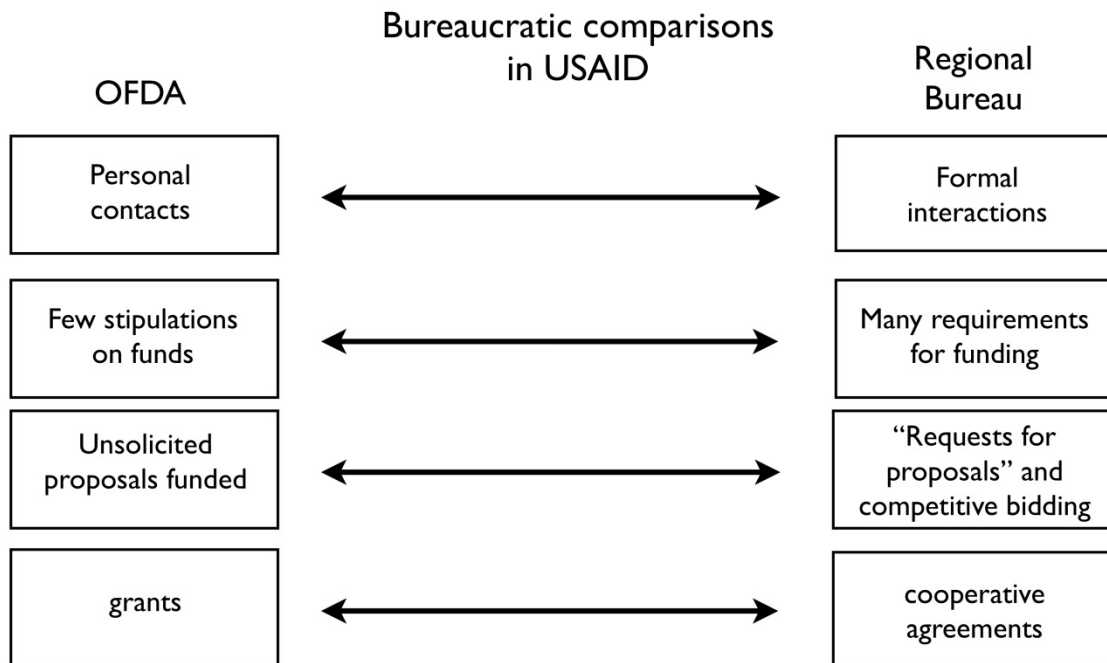 Bureaucratic comparisons
in USAID
OFDA
Regional
Bureau
Personal
contacts
Formal
interactions
Few stipulations
on funds
Many requirements
for funding
Unsolicited
proposals funded
“Requests for
proposals” and
competitive bidding
grants
cooperative
agreements